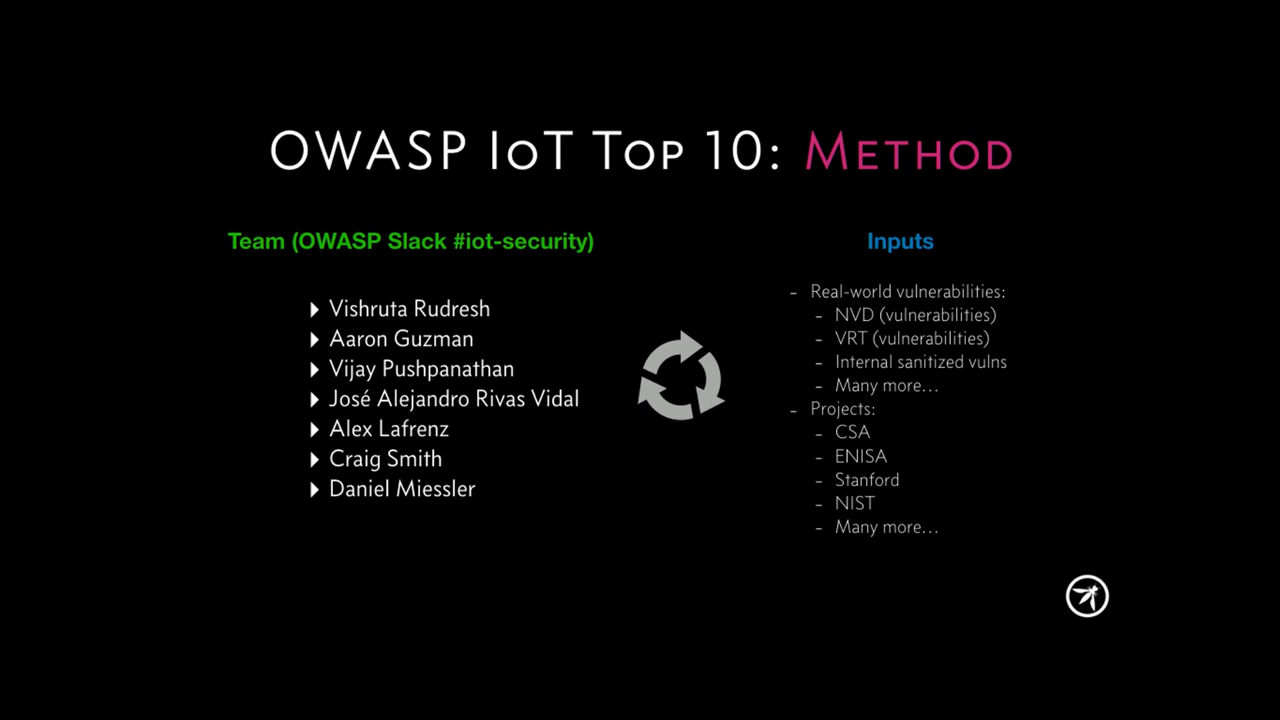 OWASP IoT Top 10: Method
Team (OWASP Slack #iot-security)
Vishruta Rudresh
Aaron Guzman
Vijay Pushpanathan
José Alejandro Rivas Vidal
Alex Lafrenz
Craig Smith
Daniel Miessler
Inputs
- Real-world vulnerabilities:
- NVD (vulnerabilities)
- VRT (vulnerabilities)
- Internal sanitized vulns
- Many more…
- Projects:
- CSA
- ENISA
- Stanford
- NIST
- Many more…